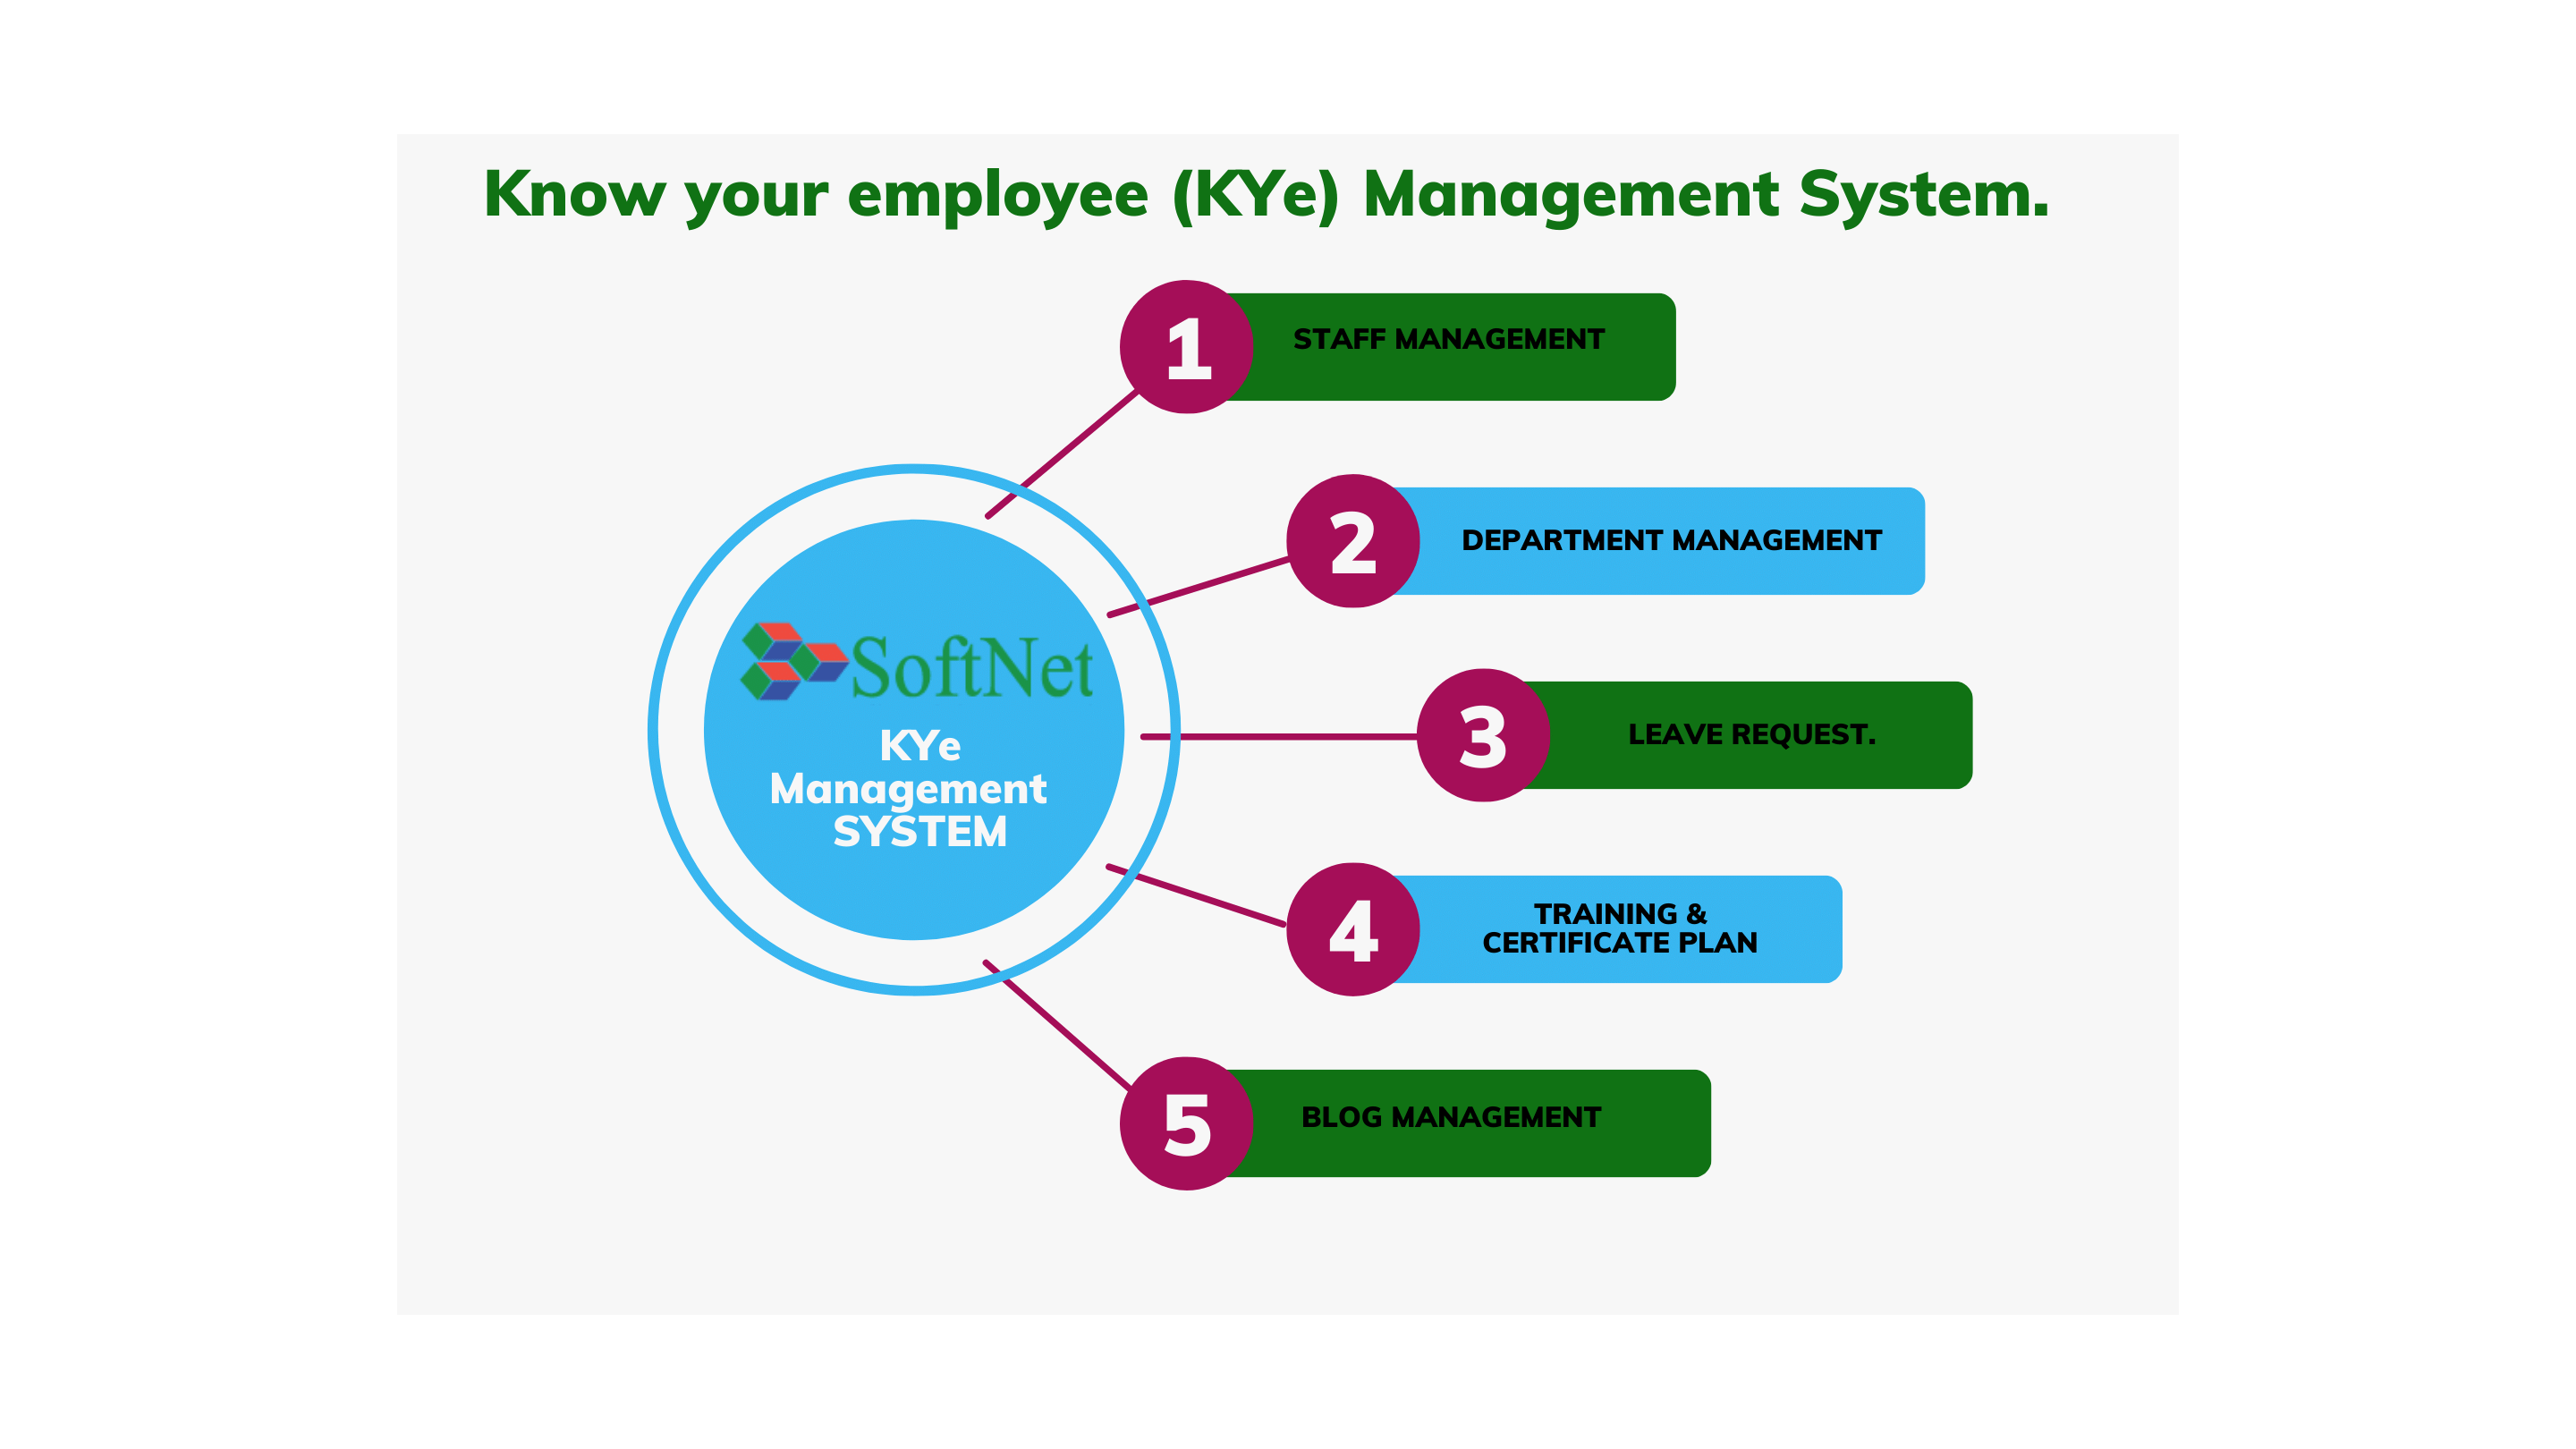 Know your employee (KYe) Management System.
1
STAFF MANAGEMENT
2
DEPARTMENT MANAGEMENT
SoftNet
KYe
Management
SYSTEM
3
LEAVE REQUEST.
4
TRAINING &
CERTIFICATE PLAN
5
BLOG MANAGEMENT